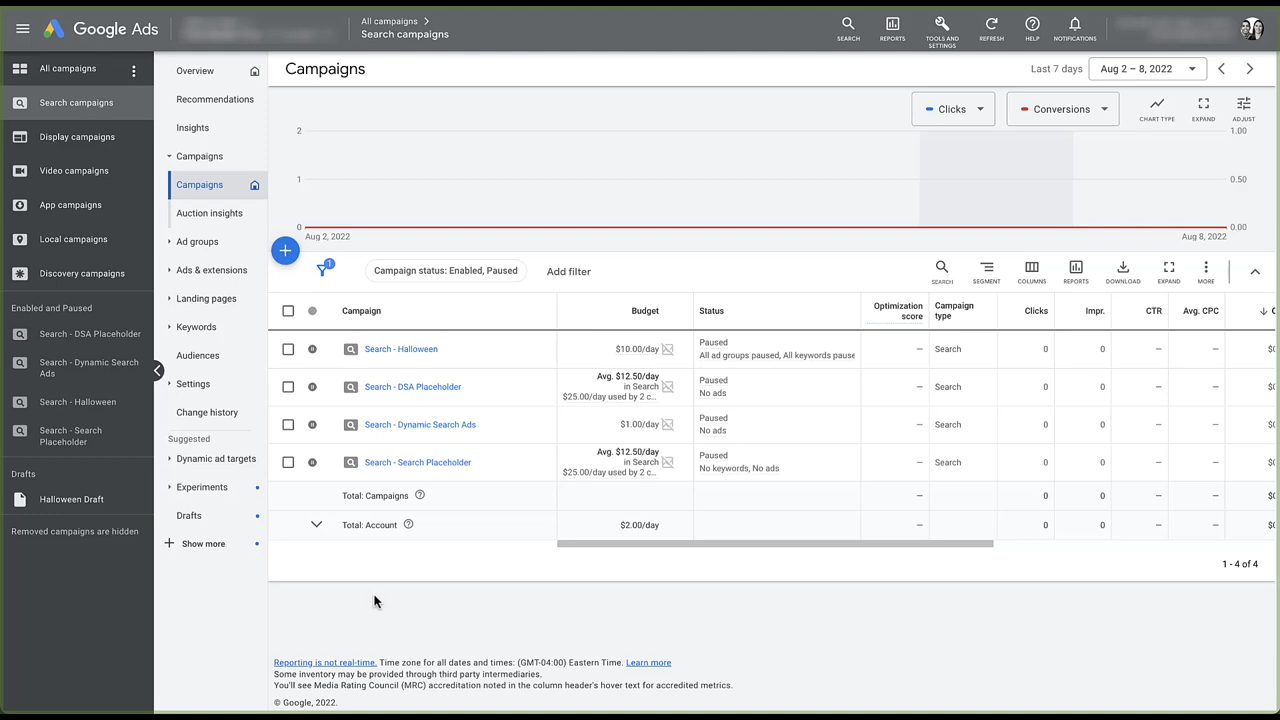 Google Ads
All campaigns
Search campaigns
SEARCH
REPORTS
TOOLS AND
SETTINGS
REFRESH
HELP
NOTIFICATIONS
All campaigns
Search campaigns
Display campaigns
Video campaigns
App campaigns
Local campaigns
Discovery campaigns
Enabled and Paused
Search - DSA Placeholder
Search - Dynamic Search
Ads
Search - Halloween
Search - Search
Placeholder
Drafts
Halloween Draft
Removed campaigns are hidden
Overview
Recommendations
Insights
Campaigns
Campaigns
Auction insights
Ad groups
Ads & extensions
Landing pages
Keywords
Audiences
Settings
Change history
Suggested
Dynamic ad targets
Experiments
Drafts
Show more
Campaigns
Last 7 days
Aug 2 – 8, 2022
Clicks
Conversions
CHART TYPE
EXPAND
ADJUST
2
1
0
1.00
0.50
0.00
Aug 2, 2022
Aug 8, 2022
1
Campaign status: Enabled, Paused
Add filter
SEARCH
SEGMENT
COLUMNS
REPORTS
DOWNLOAD
EXPAND
MORE
Campaign Budget Status Optimization score Campaign type Clicks Impr. CTR Avg. CPC C
Search - Halloween $10.00/day Paused All ad groups paused, All keywords pause — Search 0 0 — — $0
Search - DSA Placeholder Avg. $12.50/day in Search $25.00/day used by 2 c... Paused No ads — Search 0 0 — — $0
Search - Dynamic Search Ads $1.00/day Paused No ads — Search 0 0 — — $0
Search - Search Placeholder Avg. $12.50/day in Search $25.00/day used by 2 c... Paused No keywords, No ads — Search 0 0 — — $0
Total: Campaigns — 0 0 — — $0
Total: Account $2.00/day — 0 0 — — $0
1 - 4 of 4
Reporting is not real-time. Time zone for all dates and times: (GMT-04:00) Eastern Time. Learn more
Some inventory may be provided through third party intermediaries.
You'll see Media Rating Council (MRC) accreditation noted in the column header's hover text for accredited metrics.
© Google, 2022.